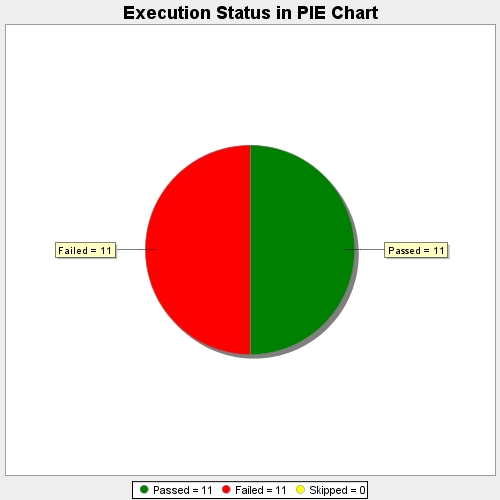 Execution Status in PIE Chart
Failed = 11
Passed = 11
Passed = 11 Failed = 11 Skipped = 0